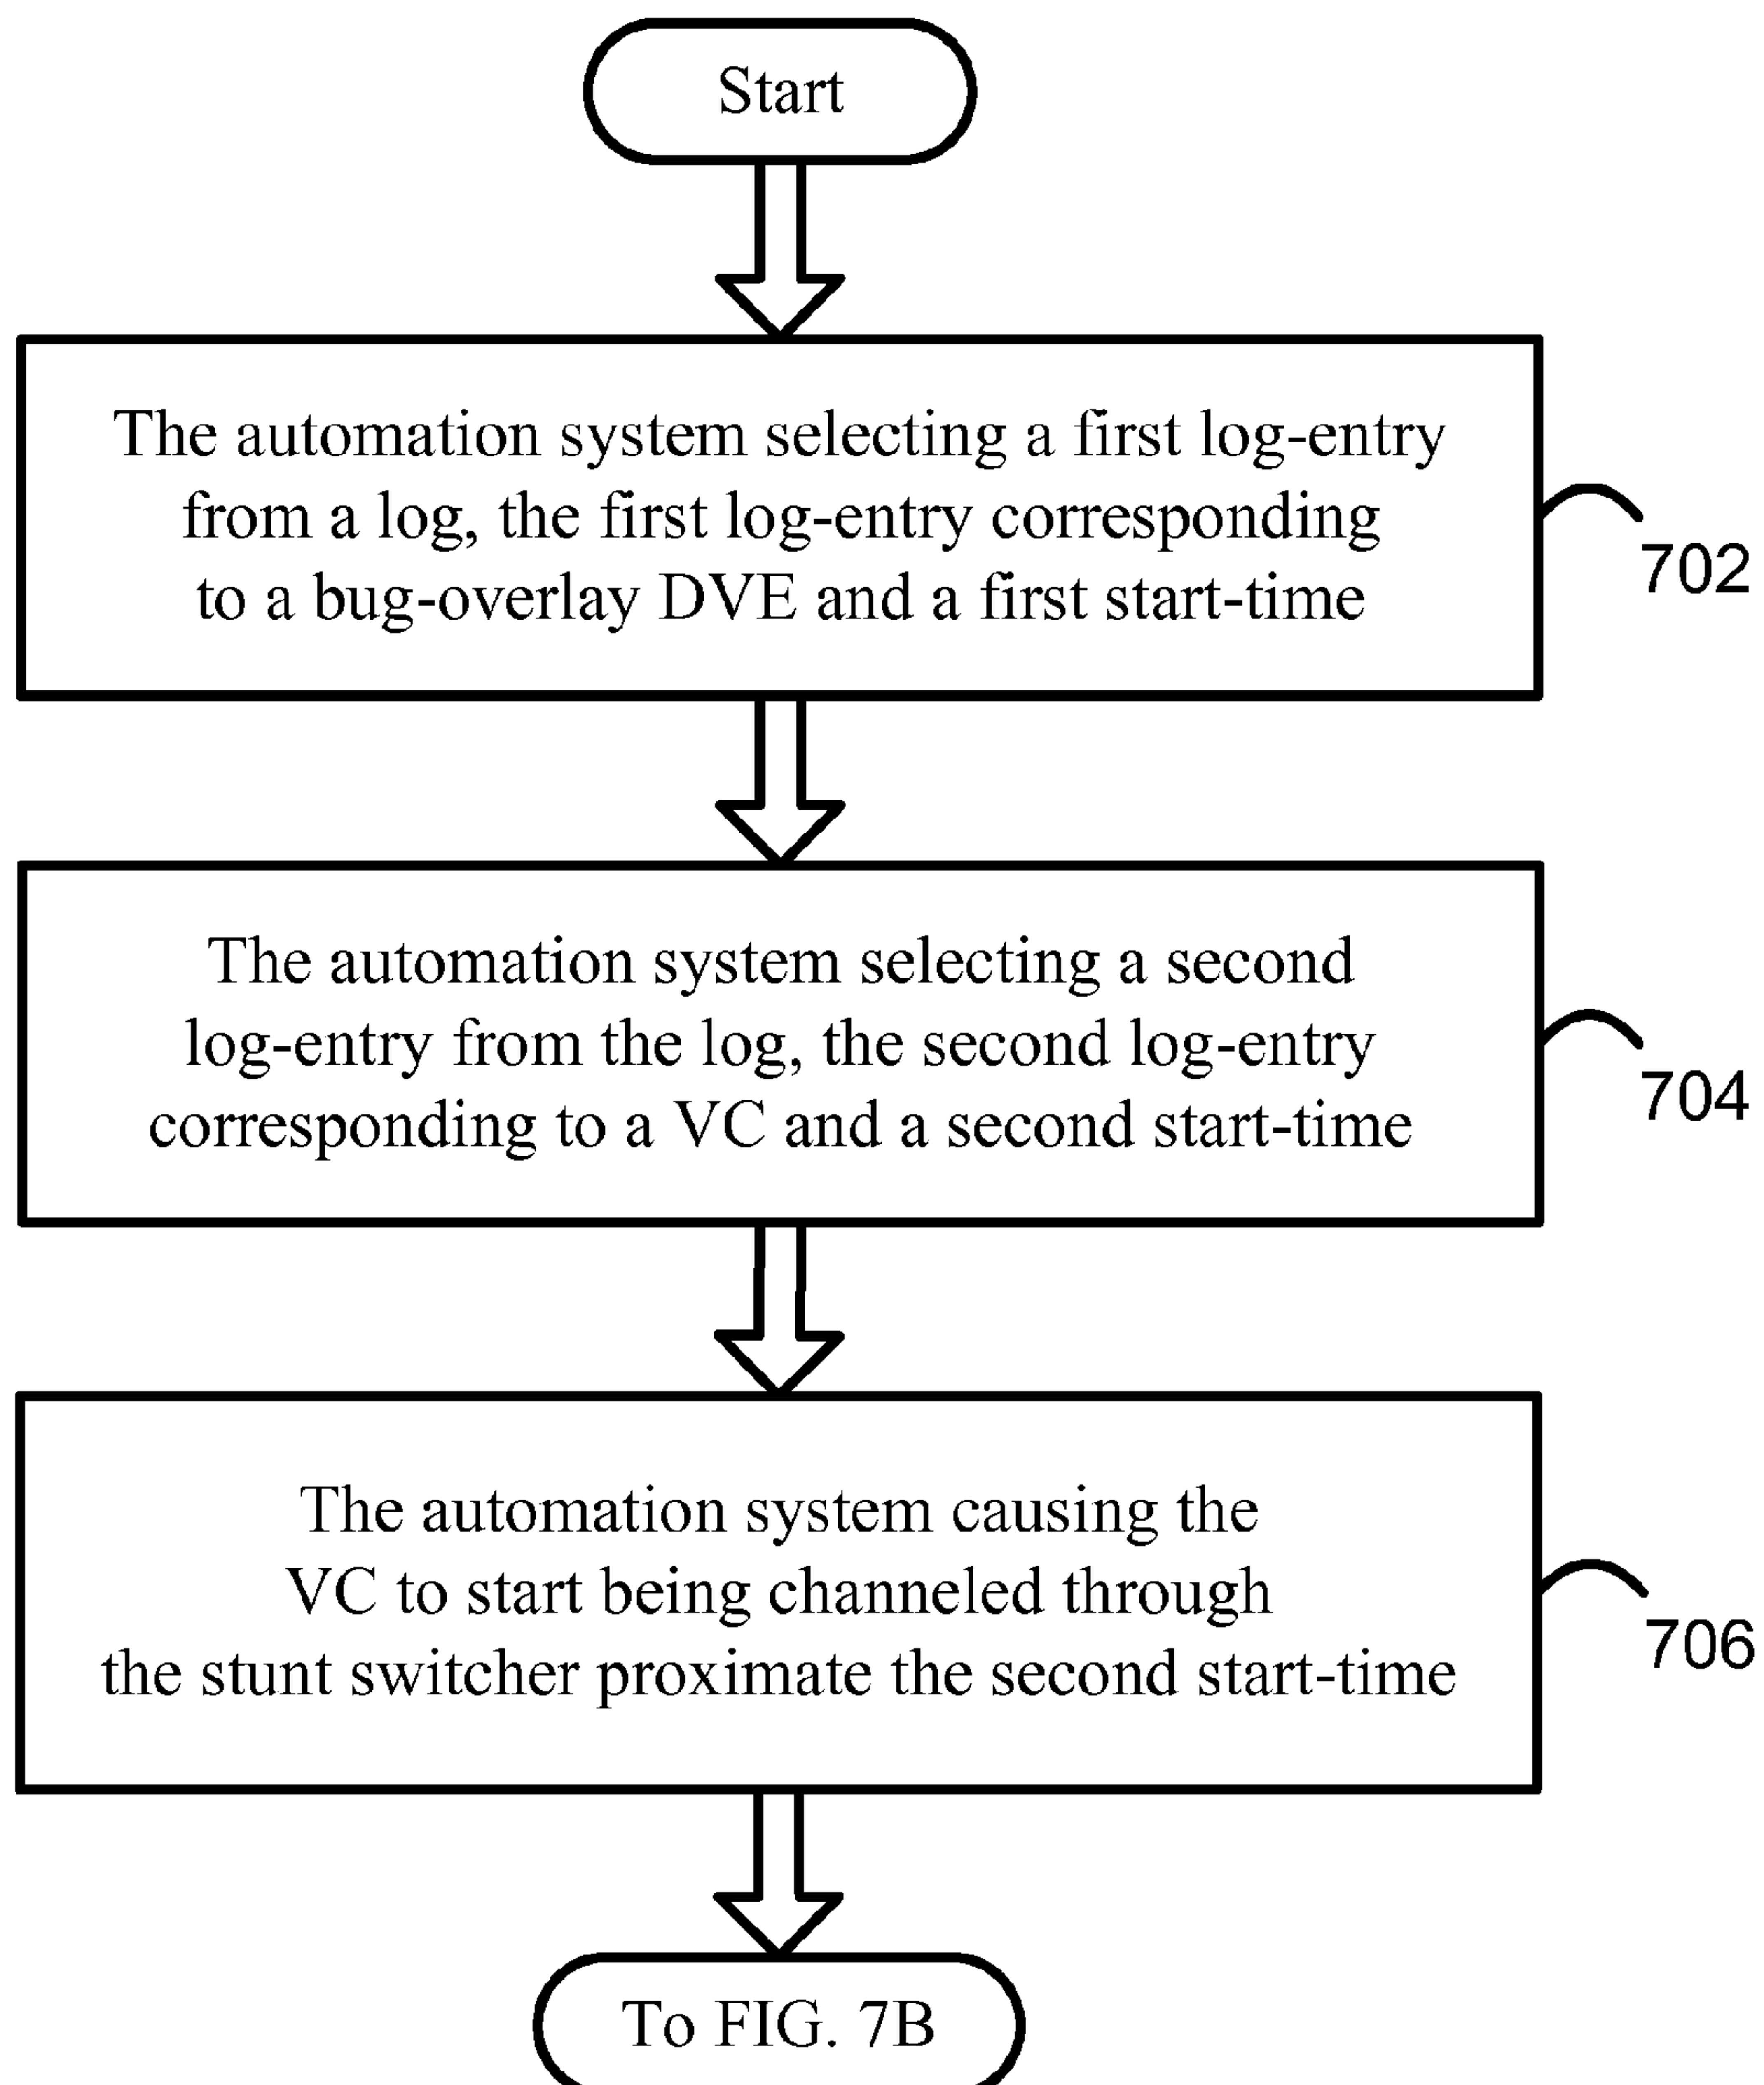 Start
The automation system selecting a first log-entry
from a log, the first log-entry corresponding
to a bug-overlay DVE and a first start-time
702
The automation system selecting a second
log-entry from the log, the second log-entry
corresponding to a VC and a second start-time
704
The automation system causing the
VC to start being channeled through
the stunt switcher proximate the second start-time
706
To FIG. 7B